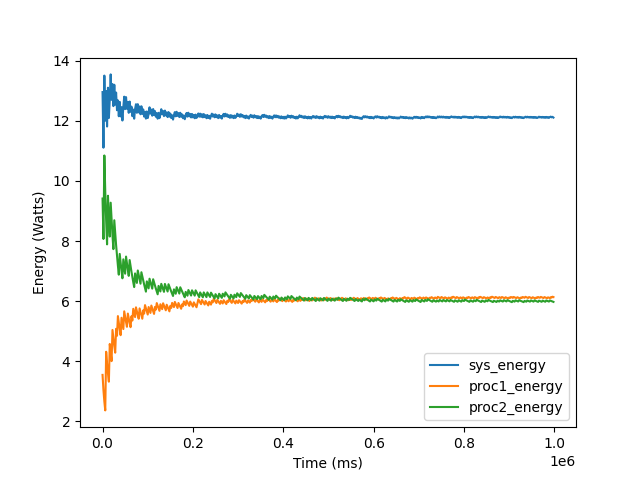 14
12
10
8
6
4
2
Energy (Watts)
sys_energy
proc1_energy
proc2_energy
0.0 0.2 0.4 0.6 0.8 1.0
1e6
Time (ms)